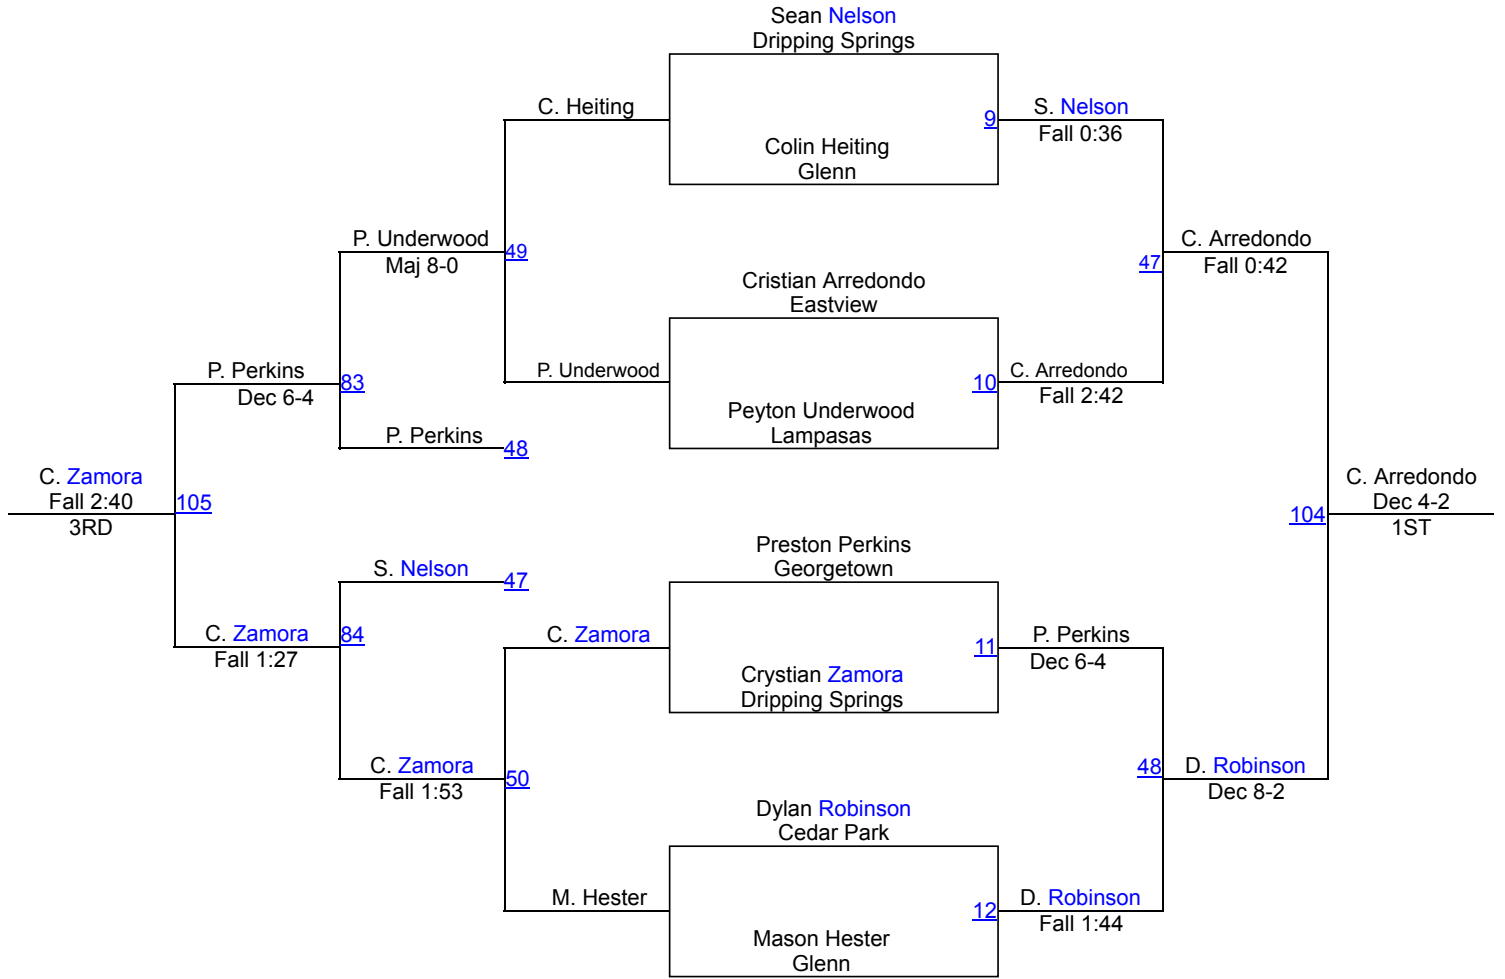 Sean Nelson
Dripping Springs
C. Heiting
9
S. Nelson
Fall 0:36
Colin Heiting
Glenn
P. Underwood
Maj 8-0
49
C. Arredondo
Fall 0:42
47
Cristian Arredondo
Eastview
P. Perkins
Dec 6-4
83
P. Underwood
10
C. Arredondo
Fall 2:42
Peyton Underwood
Lampasas
P. Perkins
48
C. Zamora
Fall 2:40
3RD
105
C. Arredondo
Dec 4-2
1ST
104
Preston Perkins
Georgetown
S. Nelson
47
C. Zamora
Fall 1:27
84
C. Zamora
11
P. Perkins
Dec 6-4
Crystian Zamora
Dripping Springs
C. Zamora
Fall 1:53
50
48
D. Robinson
Dec 8-2
Dylan Robinson
Cedar Park
M. Hester
12
D. Robinson
Fall 1:44
Mason Hester
Glenn